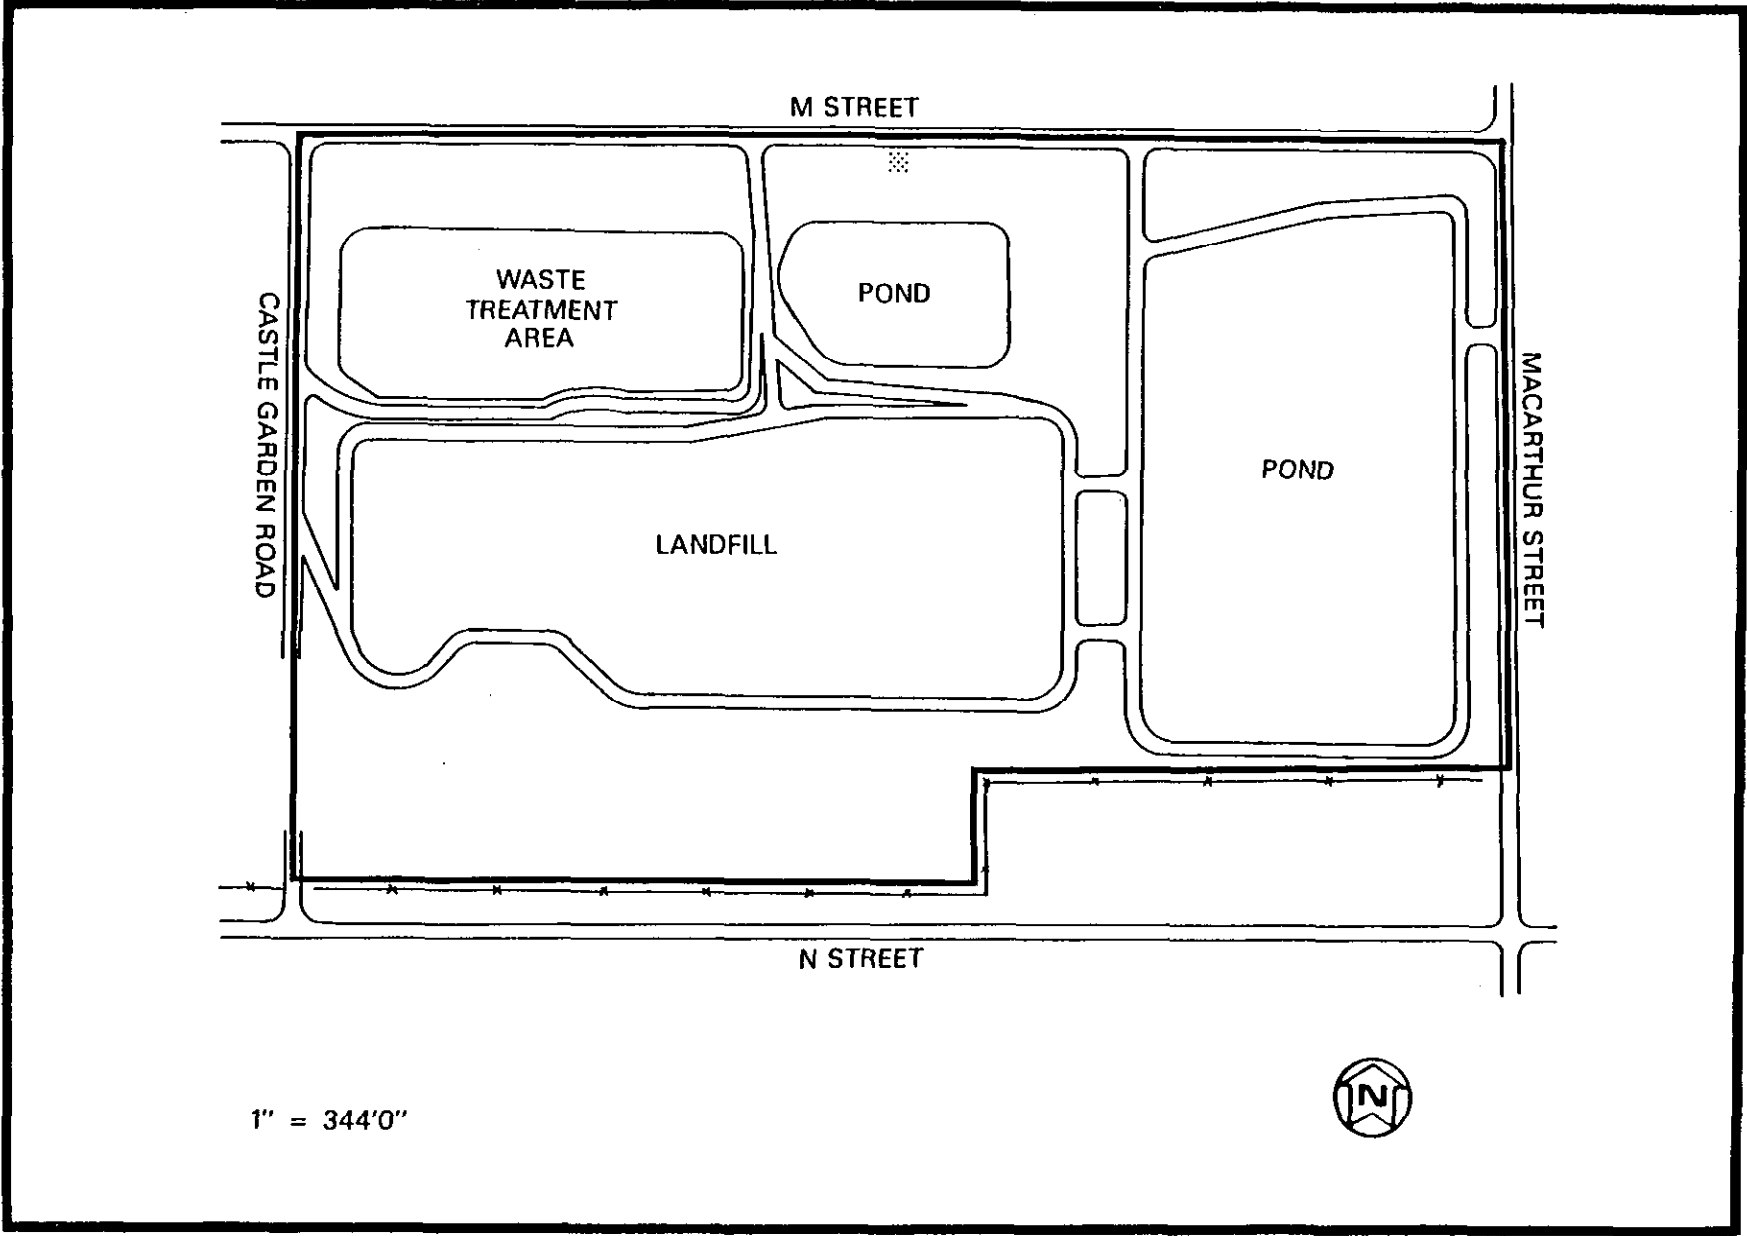 M STREET
WASTE
TREATMENT
AREA
POND
CASTLE GARDEN ROAD
MACARTHUR STREET
POND
LANDFILL
N STREET
N
1" = 344'0"